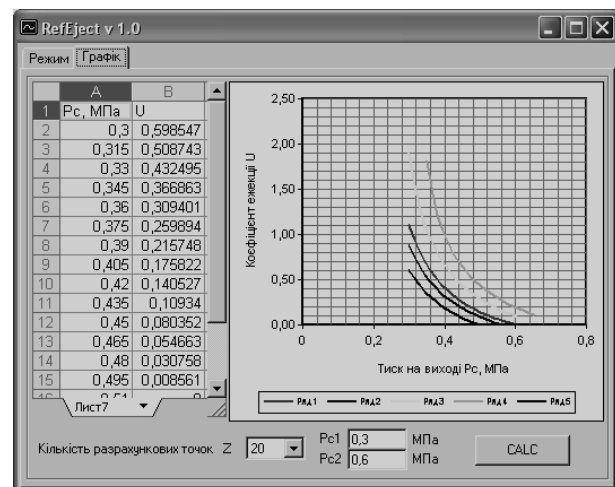 RefEject v 1.0
Режим Графік
A B
1 Pc, МПа U
2 0,3 0,598547
3 0,315 0,508743
4 0,33 0,432495
5 0,345 0,366863
6 0,36 0,309401
7 0,375 0,259894
8 0,39 0,215748
9 0,405 0,175822
10 0,42 0,140527
11 0,435 0,10934
12 0,45 0,080352
13 0,465 0,054663
14 0,48 0,030758
15 0,495 0,008561
16 0,51 0
Лист7
2,50
2,00
1,50
1,00
0,50
0,00
Коефіцієнт ежекції U
0 0,2 0,4 0,6 0,8
Тиск на виході Pc, МПа
Ряд1 Ряд2 Ряд3 Ряд4 Ряд5
Кількість разрахункових точок Z 20
Pc1 0,3 МПа
Pc2 0,6 МПа
CALC